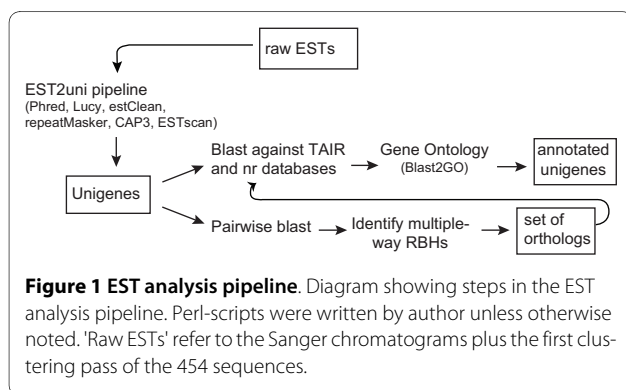 raw ESTs
EST2uni pipeline
(Phred, Lucy, estClean,
repeatMasker, CAP3, ESTscan)
Unigenes
Blast against TAIR
and nr databases
Gene Ontology
(Blast2GO)
annotated
unigenes
Pairwise blast
Identify multiple-
way RBHs
set of
orthologs
Figure 1 EST analysis pipeline. Diagram showing steps in the EST
analysis pipeline. Perl-scripts were written by author unless otherwise
noted. 'Raw ESTs' refer to the Sanger chromatograms plus the first clus-
tering pass of the 454 sequences.